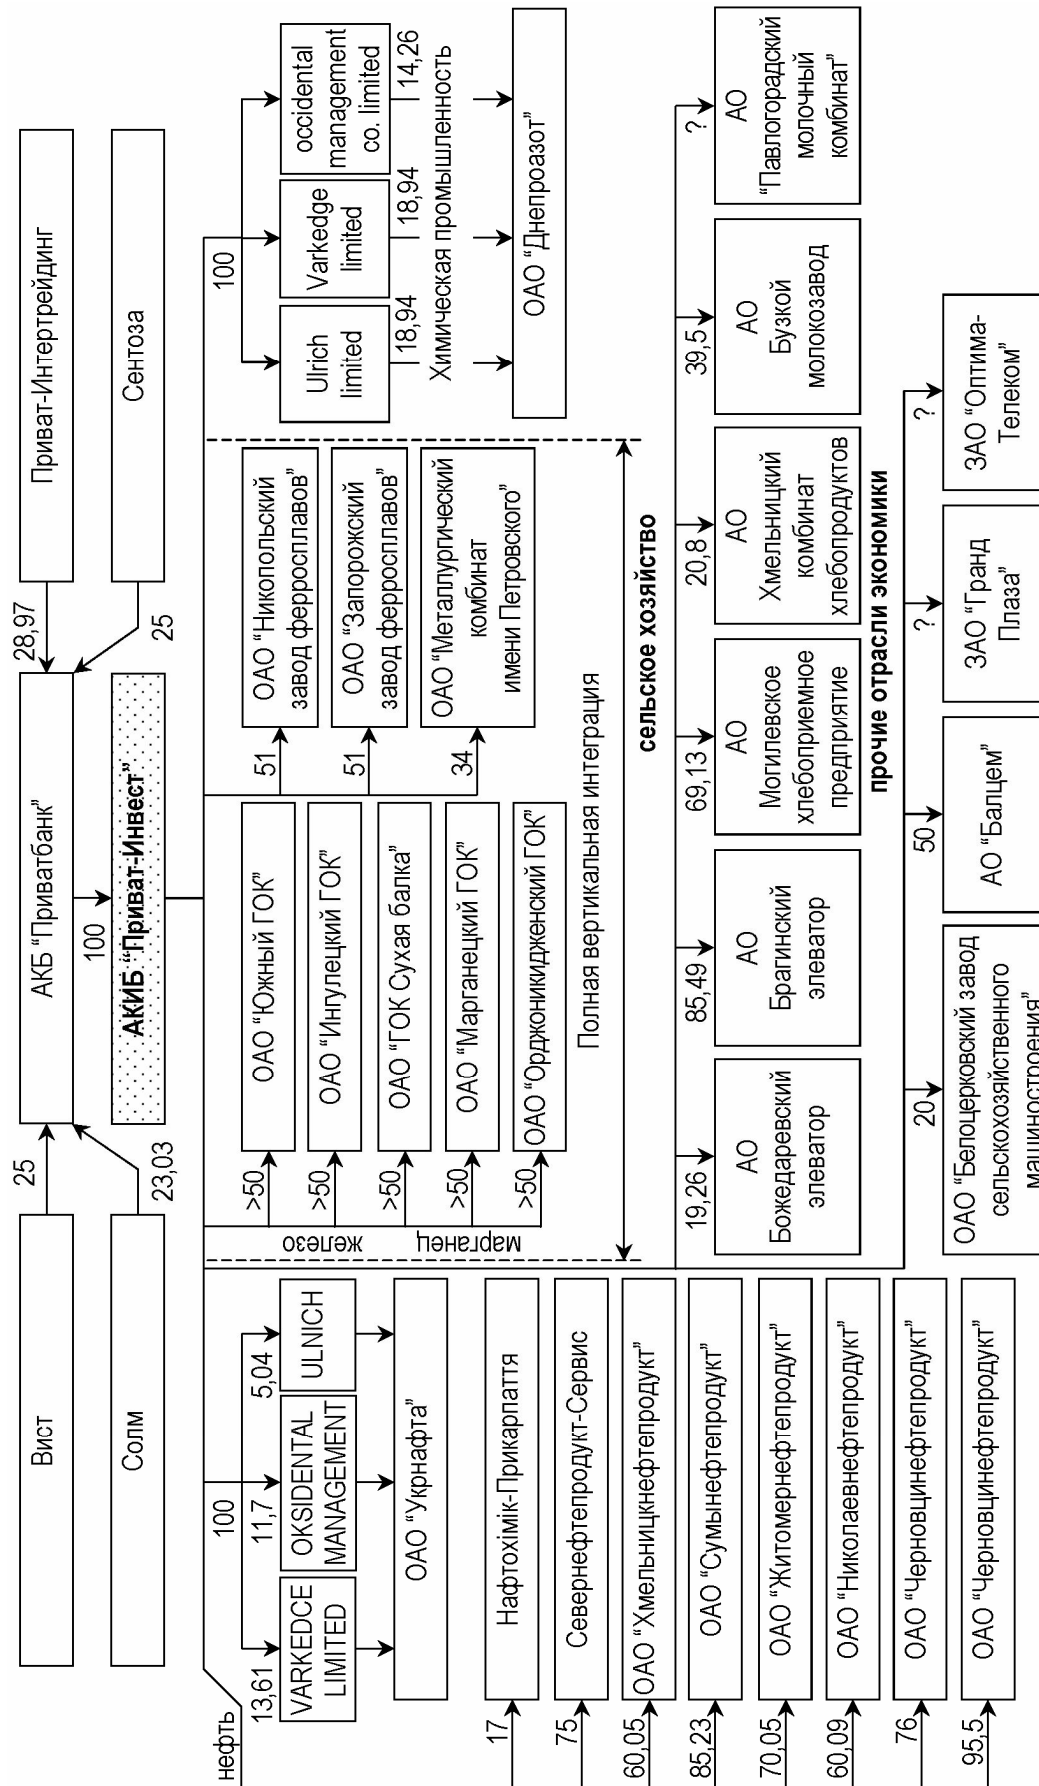 Вист
25
АКБ “Приватбанк”
28,97
Приват-Интертрейдинг
Солм
23,03
100
АКИБ “Приват-Инвест”
25
Сентоза
нефть
100
13,61
VARKEDCE
LIMITED
11,7
OKSIDENTAL
MANAGEMENT
5,04
ULNICH
ОАО “Укрнафта”
17
Нафтохімік-Прикарпаття
75
Севернефтепродукт-Сервис
60,05
ОАО “Хмельницкнефтепродукт”
85,23
ОАО “Сумынефтепродукт”
70,05
ОАО “Житомернефтепродукт”
60,09
ОАО “Николаевнефтепродукт”
76
ОАО “Черновцинефтепродукт”
95,5
ОАО “Черновцинефтепродукт”
железо
марганец
>50
ОАО “Южный ГОК”
>50
ОАО “Ингулецкий ГОК”
>50
ОАО “ГОК Сухая балка”
>50
ОАО “Марганецкий ГОК”
>50
ОАО “Орджоникидженский ГОК”
51
ОАО “Никопольский
завод ферросплавов”
51
ОАО “Запорожский
завод ферросплавов”
34
ОАО “Металлургический
комбинат
имени Петровского”
Полная вертикальная интеграция
100
Ulrich
limited
Varkedge
limited
occidental
management
co. limited
18,94
18,94
14,26
Химическая промышленность
ОАО “Днепроазот”
сельское хозяйство
19,26
АО
Божедаревский
элеватор
85,49
АО
Брагинский
элеватор
69,13
АО
Могилевское
хлебоприемное
предприятие
20,8
АО
Хмельницкий
комбинат
хлебопродуктов
39,5
АО
Бузкой
молокозавод
?
АО
“Павлогорадский
молочный
комбинат”
прочие отрасли экономики
20
ОАО “Белоцерковский завод
сельскохозяйственного
машиностроения”
50
АО “Балцем”
?
ЗАО “Гранд
Плаза”
?
ЗАО “Оптима-
Телеком”